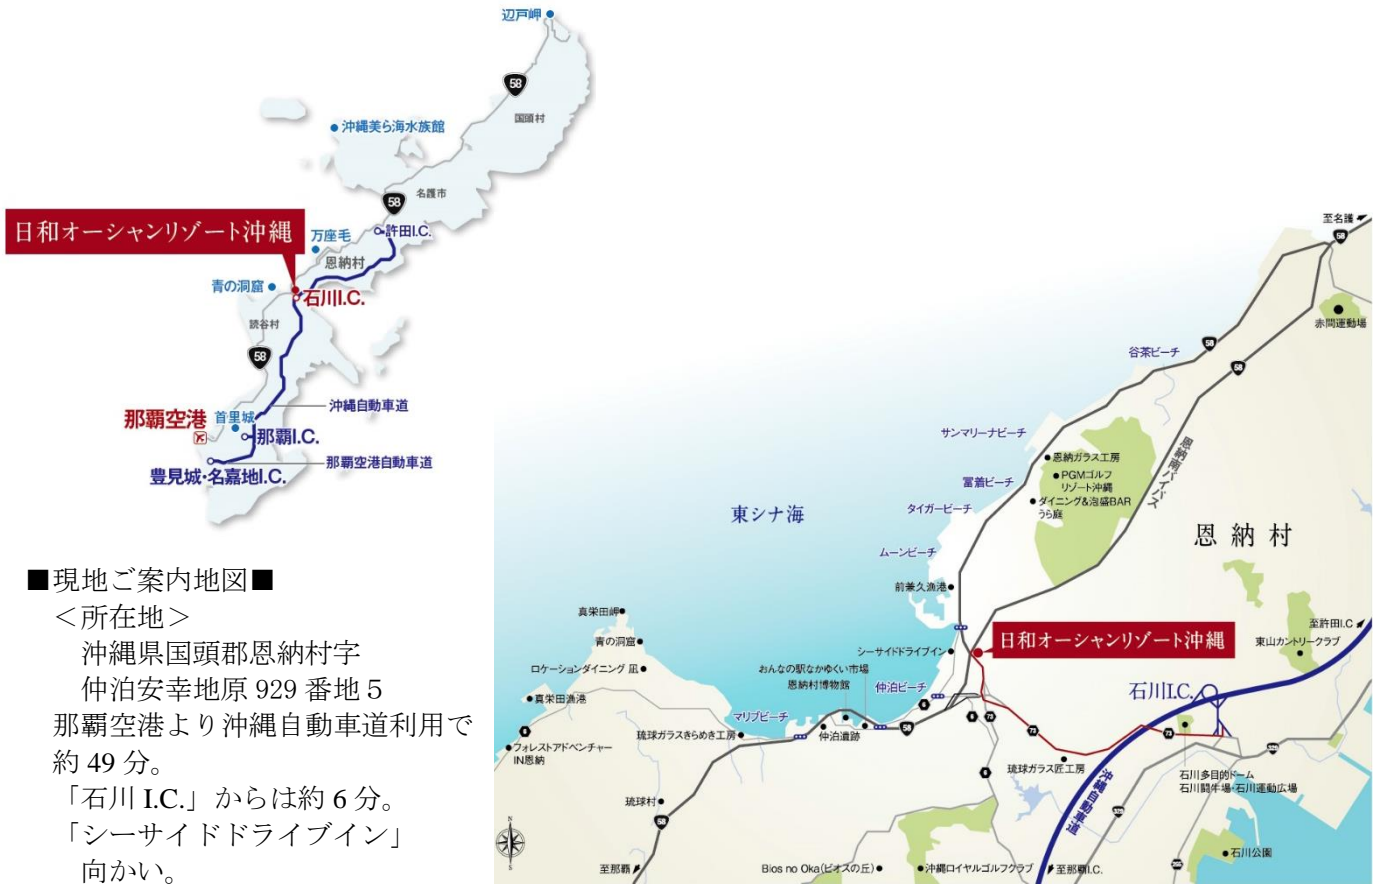 辺戸岬
58
国頭村
沖縄美ら海水族館
名護市
58
日和オーシャンリゾート沖縄
万座毛
許田I.C.
恩納村
青の洞窟
石川I.C.
読谷村
58
沖縄自動車道
那覇空港
首里城
那覇I.C.
那覇空港自動車道
豊見城・名嘉地I.C.
■現地ご案内地図■
＜所在地＞
沖縄県国頭郡恩納村字
仲泊安幸地原 929 番地５
那覇空港より沖縄自動車道利用で
約 49 分。
「石川 I.C.」からは約 6 分。
「シーサイドドライブイン」
向かい。
至名護
58
赤間運動場
谷茶ビーチ
58
58
サンマリーナビーチ
恩納南バイパス
恩納ガラス工房
PGMゴルフ
リゾート沖縄
ダイニング&泡盛BAR
うら庭
冨着ビーチ
タイガービーチ
東シナ海
恩納村
ムーンビーチ
前兼久漁港
真栄田岬
青の洞窟
至許田I.C
東山カントリークラブ
日和オーシャンリゾート沖縄
シーサイドドライブイン
ロケーションダイニング 凪
おんなの駅なかゆくい市場
恩納村博物館
仲泊ビーチ
石川I.C.
真栄田漁港
マリブビーチ
6
6
73
73
73
6
58
仲泊遺跡
琉球ガラスきらめき工房
フォレストアドベンチャー
IN恩納
329
琉球ガラス匠工房
6
沖縄自動車道
石川多目的ドーム
石川闘牛場・石川運動広場
琉球村
58
329
N
S
石川公園
至那覇
Bios no Oka(ビオスの丘)
沖縄ロイヤルゴルフクラブ
至那覇I.C.